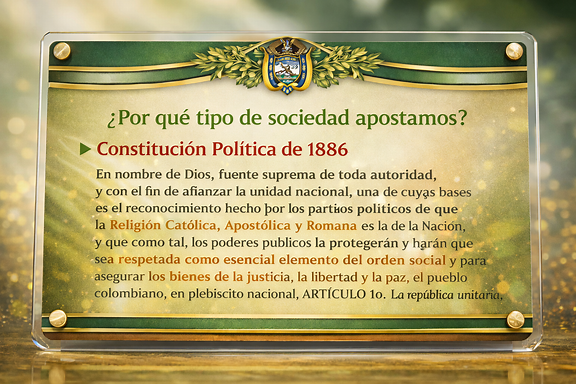 ¿Por qué tipo de sociedad apostamos?
Constitución Política de 1886
En nombre de Dios, fuente suprema de toda autoridad,
y con el fin de afianzar la unidad nacional, una de cuyas bases
es el reconocimiento hecho þor los partios politicos de que
la Religión Católica, Apostólica y Romana es la de la Nación,
y que como tal, los poderes publicos la protegerán y harán que
sea respetada como esencial elemento del orden social y para
asegurar los bienes de la justicia, la libertad y la paz, el pueblo
colombiano, en plebiscito nacional, ARTÍCULO 1o. La república unitaria,